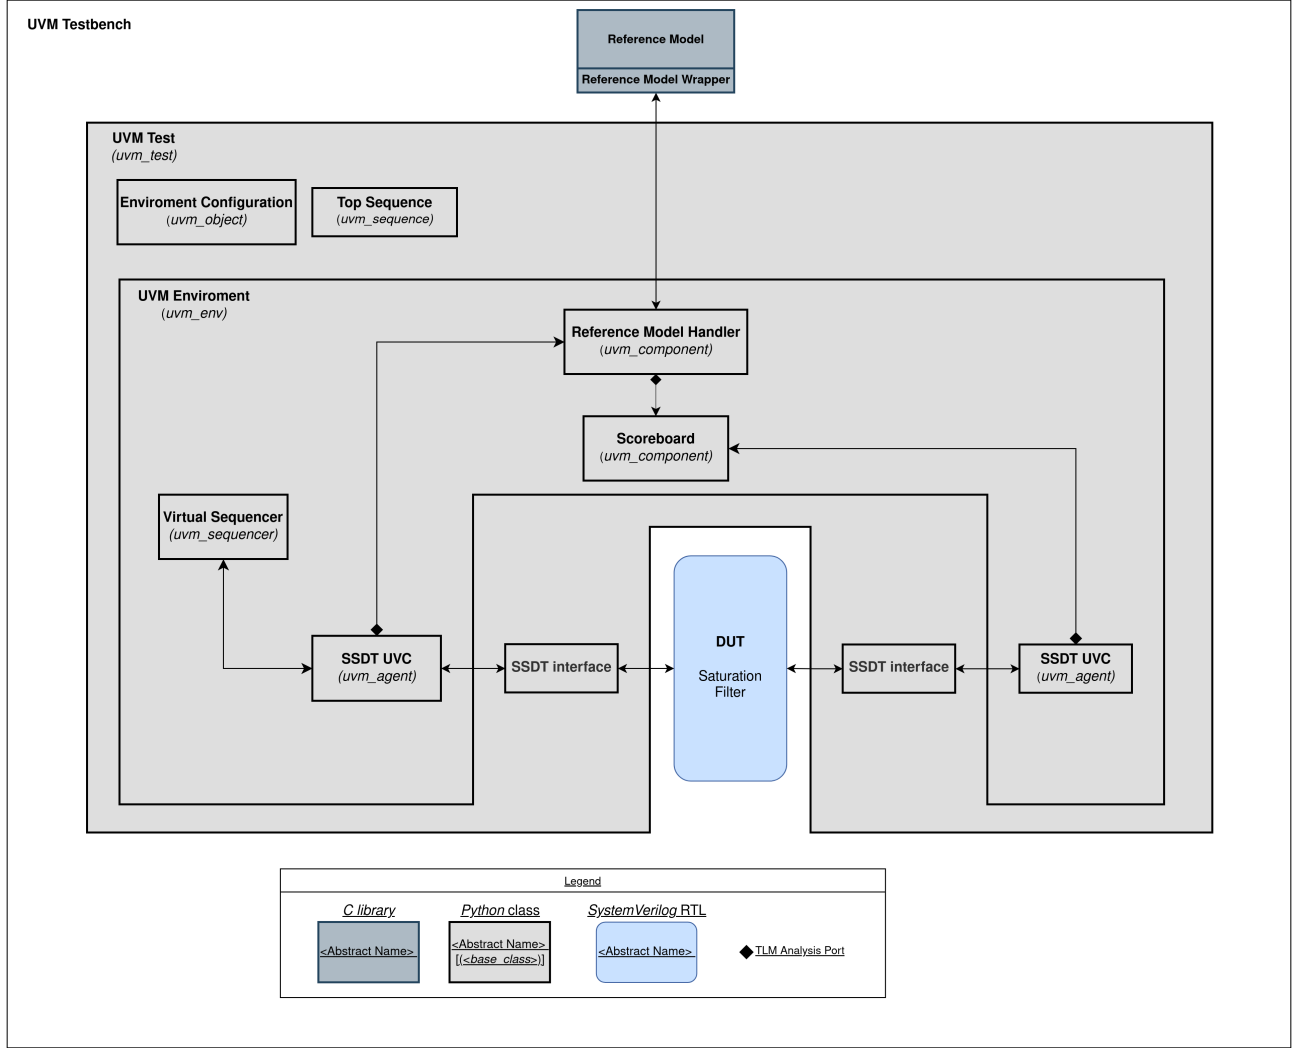 UVM Testbench
Reference Model
Reference Model Wrapper
UVM Test
(uvm_test)
Enviroment Configuration
(uvm_object)
Top Sequence
(uvm_sequence)
UVM Enviroment
(uvm_env)
Reference Model Handler
(uvm_component)
Scoreboard
(uvm_component)
Virtual Sequencer
(uvm_sequencer)
SSDT UVC
(uvm_agent)
SSDT interface
DUT
Saturation
Filter
SSDT interface
SSDT UVC
(uvm_agent)
Legend
C library
<Abstract Name>
Python class
<Abstract Name>
[(<base_class>)]
SystemVerilog RTL
<Abstract Name>
TLM Analysis Port